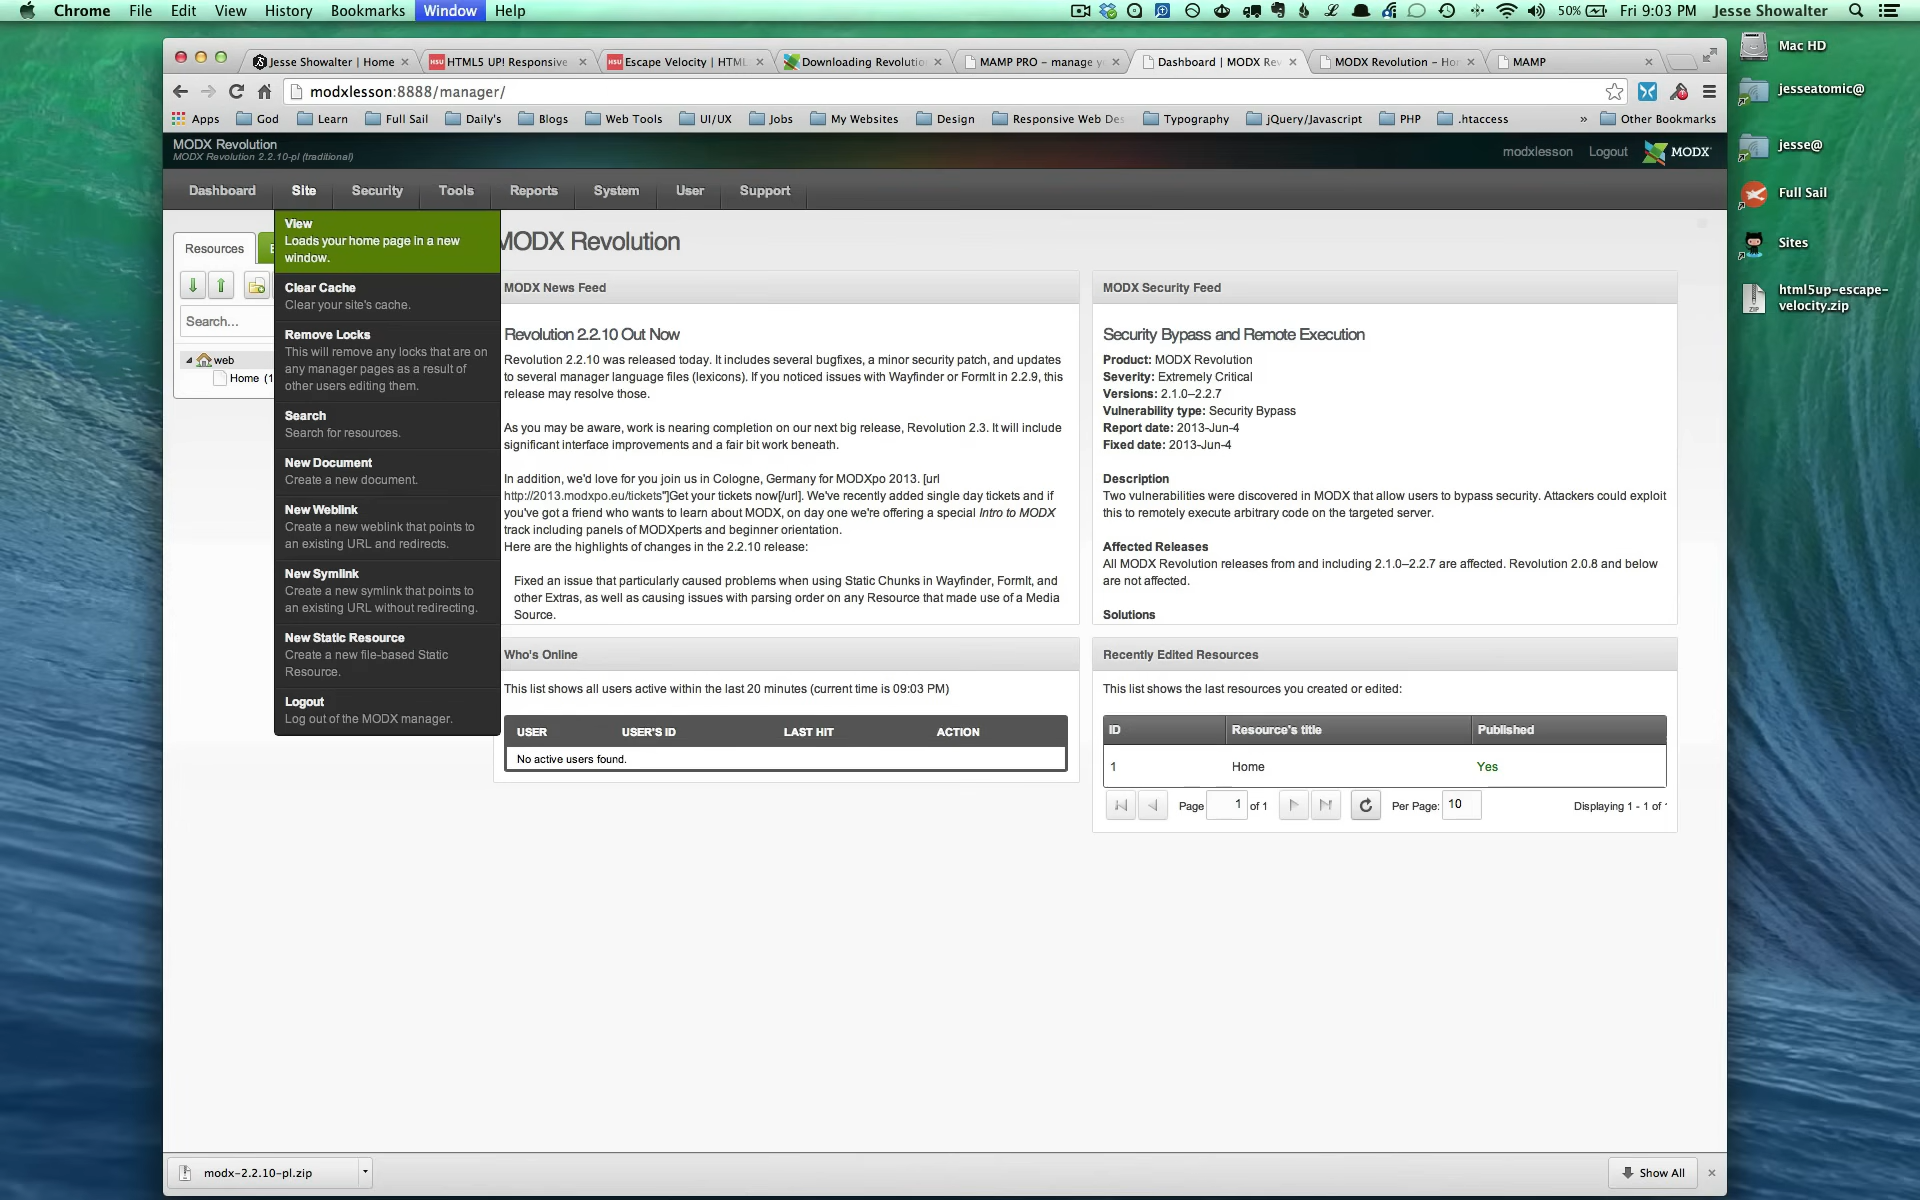 Chrome File Edit View History Bookmarks Window Help
50% Fri 9:03 PM Jesse Showalter
Jesse Showalter | Home
HTML5 UP! Responsive
Escape Velocity | HTML
Downloading Revolutio
MAMP PRO – manage y
Dashboard | MODX Rev
MODX Revolution – Ho
MAMP
modxlesson:8888/manager/
Apps God Learn Full Sail Daily's Blogs Web Tools UI/UX Jobs My Websites Design Responsive Web Des Typography jQuery/Javascript PHP .htaccess » Other Bookmarks
Mac HD
jesseatomic@
jesse@
Full Sail
Sites
html5up-escape-
velocity.zip
MODX Revolution
MODX Revolution 2.2.10-pl (traditional)
modxlesson Logout MODX
Dashboard Site Security Tools Reports System User Support
Resources
Search...
web
Home (1
View
Loads your home page in a new
window.
Clear Cache
Clear your site's cache.
Remove Locks
This will remove any locks that are on
any manager pages as a result of
other users editing them.
Search
Search for resources.
New Document
Create a new document.
New Weblink
Create a new weblink that points to
an existing URL and redirects.
New Symlink
Create a new symlink that points to
an existing URL without redirecting.
New Static Resource
Create a new file-based Static
Resource.
Logout
Log out of the MODX manager.
MODX Revolution
MODX News Feed
Revolution 2.2.10 Out Now
Revolution 2.2.10 was released today. It includes several bugfixes, a minor security patch, and updates
to several manager language files (lexicons). If you noticed issues with Wayfinder or FormIt in 2.2.9, this
release may resolve those.
As you may be aware, work is nearing completion on our next big release, Revolution 2.3. It will include
significant interface improvements and a fair bit work beneath.
In addition, we'd love for you join us in Cologne, Germany for MODXpo 2013. [url
http://2013.modxpo.eu/tickets"]Get your tickets now[/url]. We've recently added single day tickets and if
you've got a friend who wants to learn about MODX, on day one we're offering a special Intro to MODX
track including panels of MODXperts and beginner orientation.
Here are the highlights of changes in the 2.2.10 release:
Fixed an issue that particularly caused problems when using Static Chunks in Wayfinder, FormIt, and
other Extras, as well as causing issues with parsing order on any Resource that made use of a Media
Source.
MODX Security Feed
Security Bypass and Remote Execution
Product: MODX Revolution
Severity: Extremely Critical
Versions: 2.1.0–2.2.7
Vulnerability type: Security Bypass
Report date: 2013-Jun-4
Fixed date: 2013-Jun-4
Description
Two vulnerabilities were discovered in MODX that allow users to bypass security. Attackers could exploit
this to remotely execute arbitrary code on the targeted server.
Affected Releases
All MODX Revolution releases from and including 2.1.0–2.2.7 are affected. Revolution 2.0.8 and below
are not affected.
Solutions
Who's Online
This list shows all users active within the last 20 minutes (current time is 09:03 PM)
USER USER'S ID LAST HIT ACTION
No active users found.
Recently Edited Resources
This list shows the last resources you created or edited:
ID Resource's title Published
1 Home Yes
Page 1 of 1 Per Page: 10 Displaying 1 - 1 of
modx-2.2.10-pl.zip
Show All